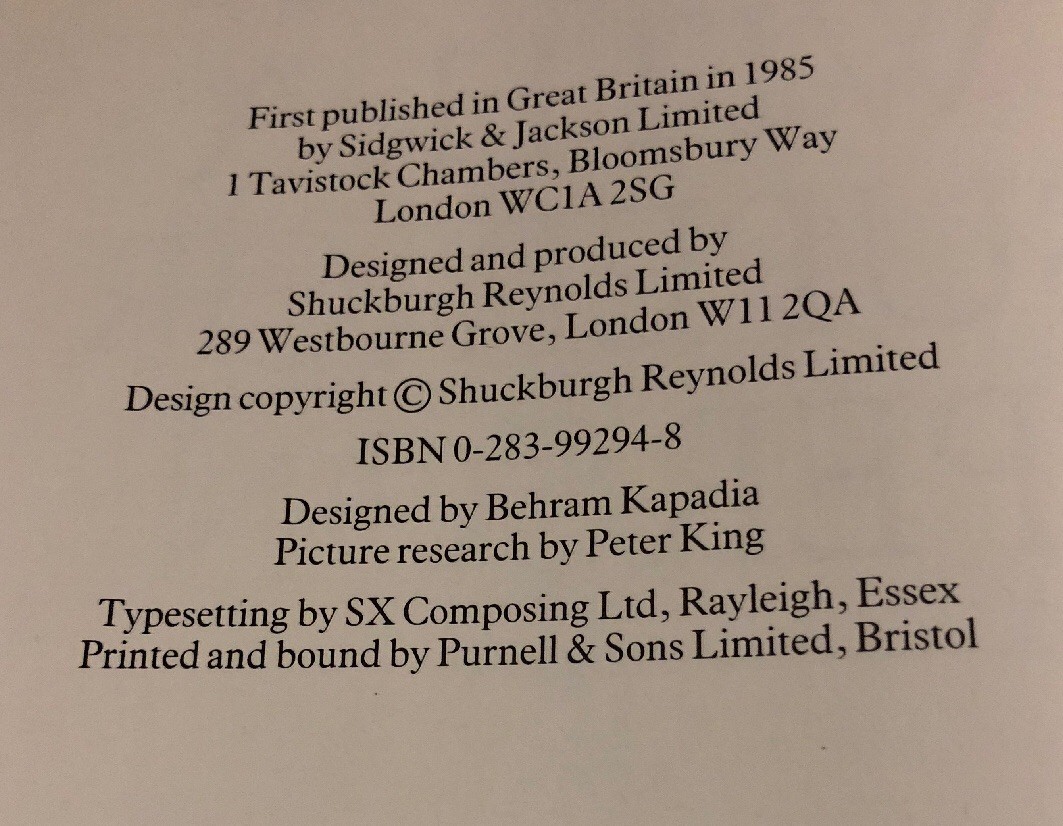 First published in Great Britain in 1985
by Sidgwick & Jackson Limited
1 Tavistock Chambers, Bloomsbury Way
London WC1A 2SG
Designed and produced by
Shuckburgh Reynolds Limited
289 Westbourne Grove, London W11 2QA
Design copyright © Shuckburgh Reynolds Limited
ISBN 0-283-99294-8
Designed by Behram Kapadia
Picture research by Peter King
Typesetting by SX Composing Ltd, Rayleigh, Essex
Printed and bound by Purnell & Sons Limited, Bristol